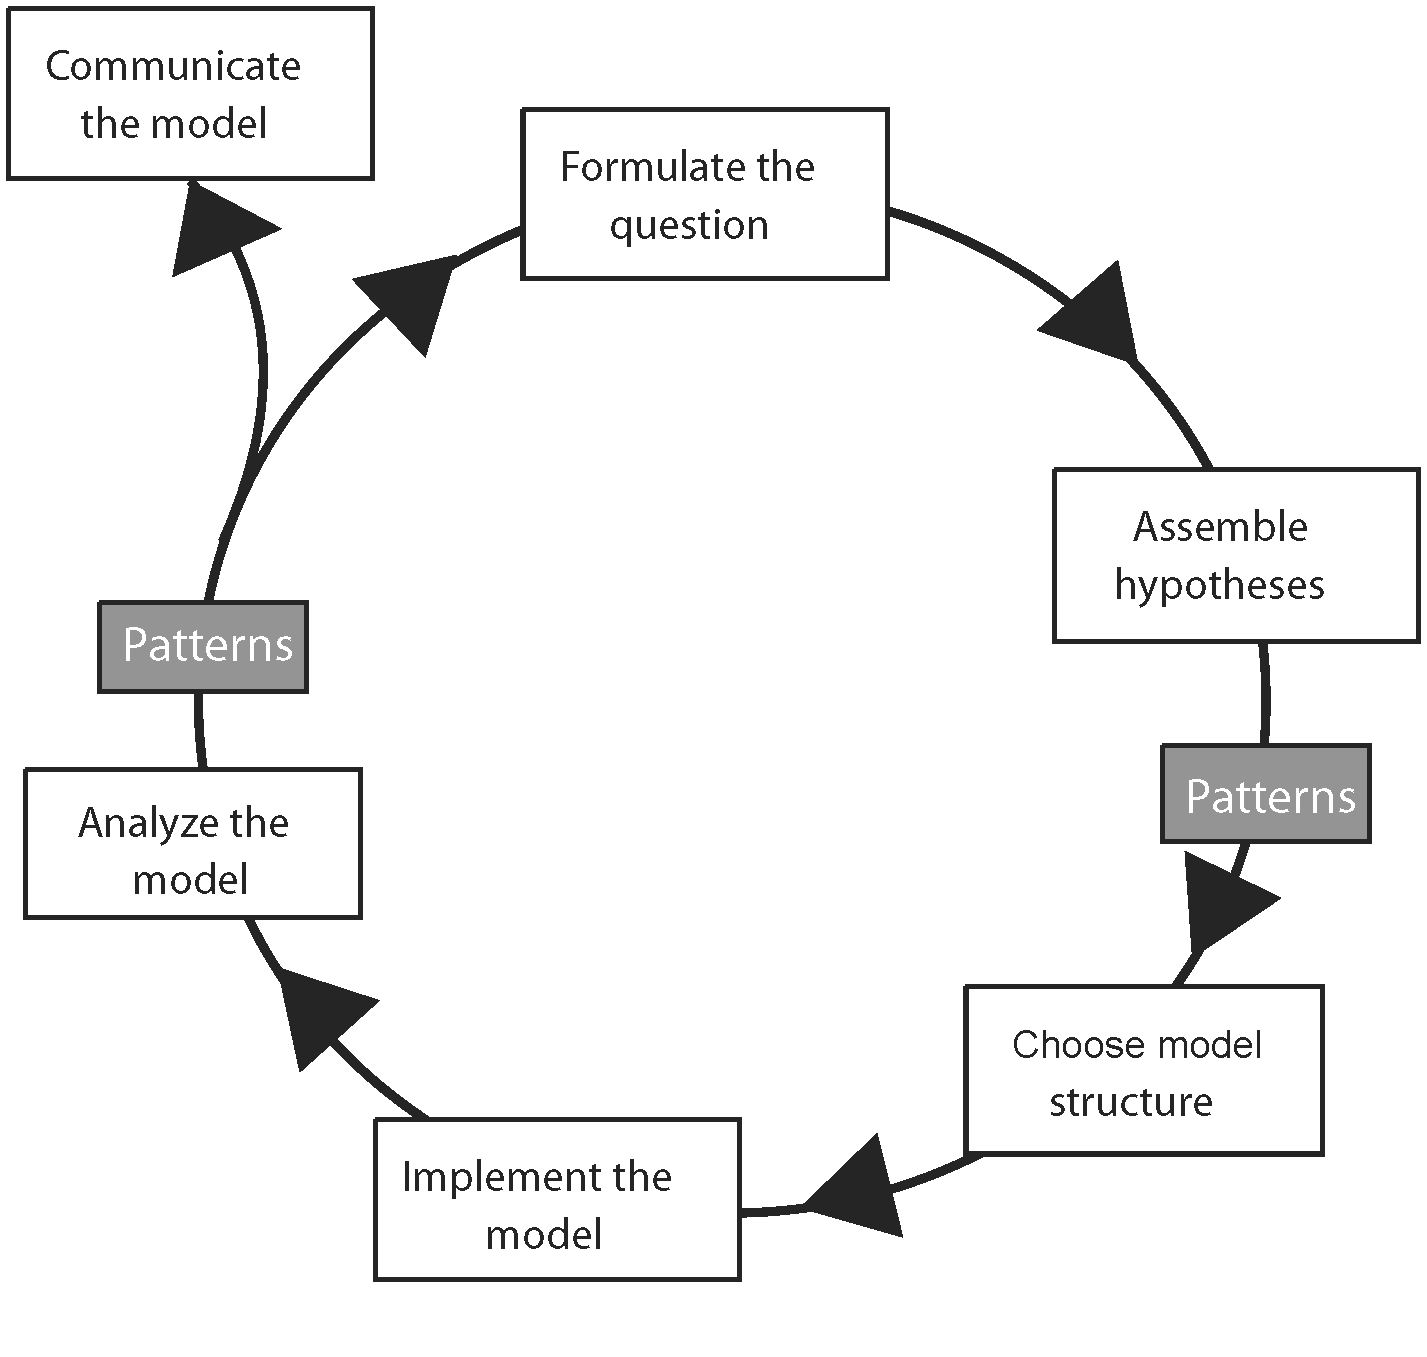 Communicate
the model
Formulate the
question
Assemble
hypotheses
Patterns
Choose model
structure
Implement the
model
Analyze the
model
Patterns